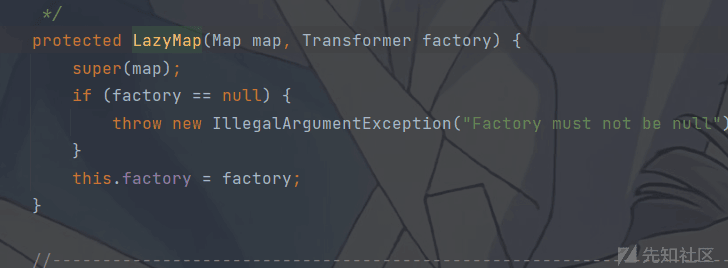 */
protected LazyMap(Map map, Transformer factory) {
super(map);
if (factory == null) {
throw new IllegalArgumentException("Factory must not be null")
}
this.factory = factory;
}
//-----------------------------------------------------------------------
先知社区